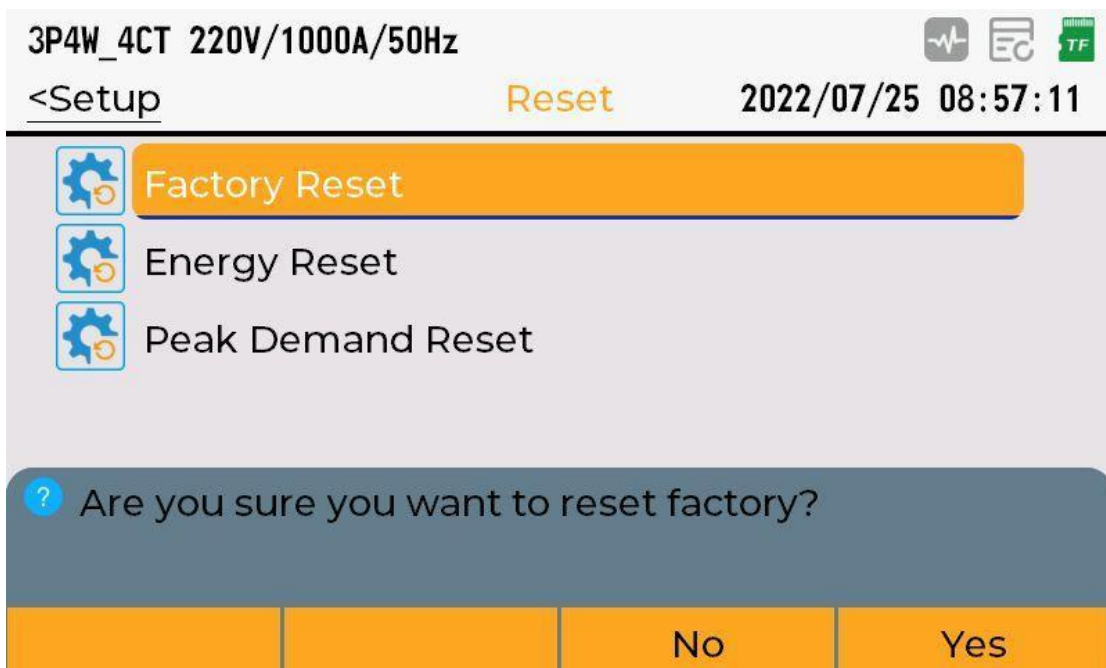 3P4W_4CT 220V/1000A/50Hz
TF
<Setup Reset 2022/07/25 08:57:11
Factory Reset
Energy Reset
Peak Demand Reset
? Are you sure you want to reset factory?
No Yes